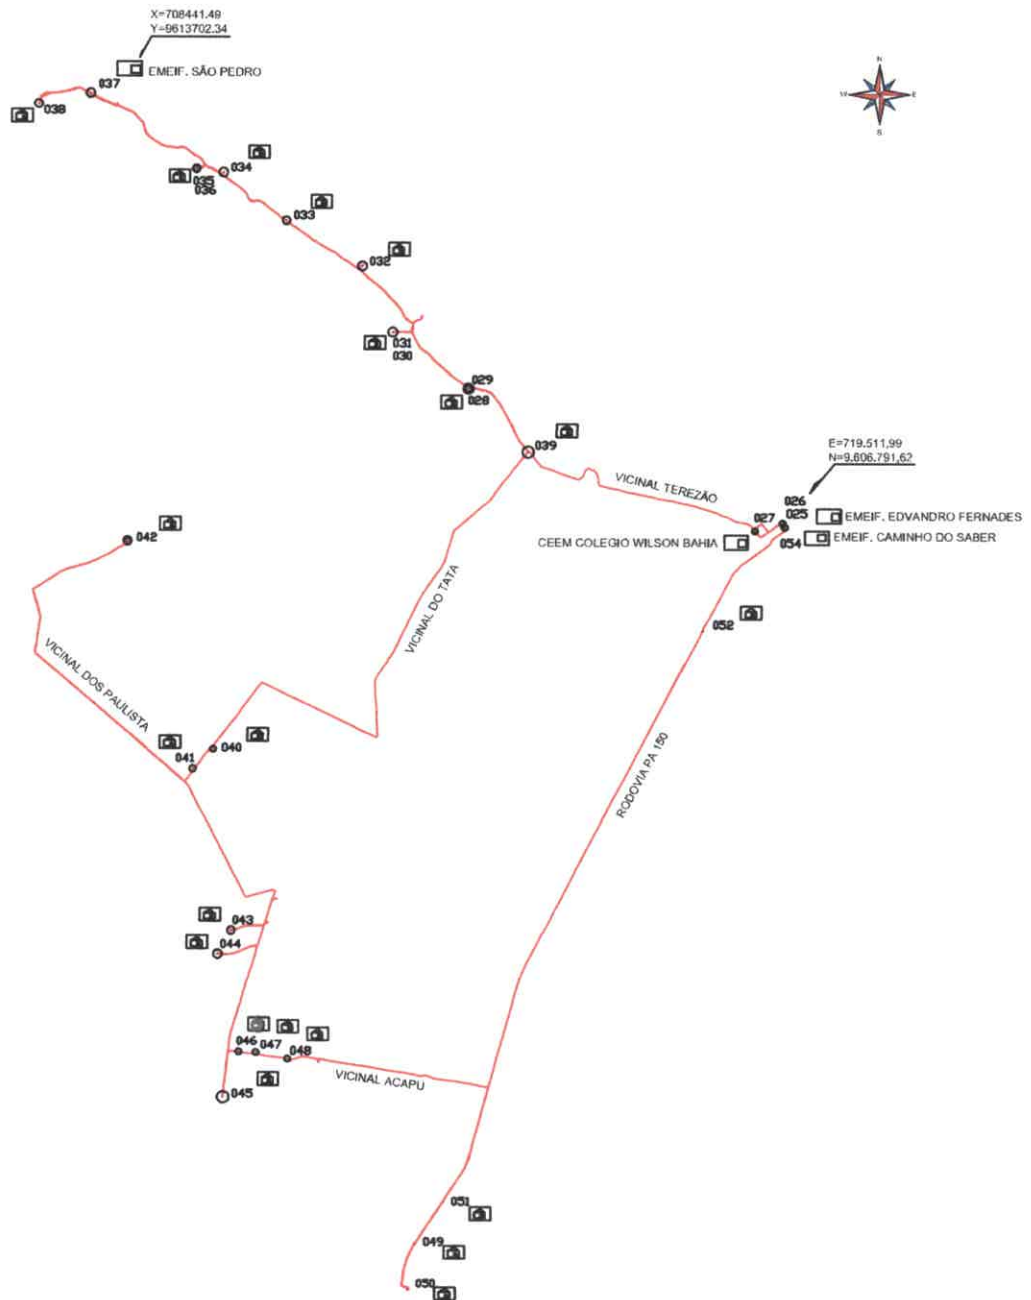 X=708441.49
Y=9613702.34
EMEIF. SÃO PEDRO
037
038
N
W
E
S
034
035
036
033
032
031
030
029
028
039
E=719.511,99
N=9.606.791,62
VICINAL TEREZÃO
026
025
EMEIF. EDVANDRO FERNADES
027
054
EMEIF. CAMINHO DO SABER
CEEM COLEGIO WILSON BAHIA
042
VICINAL DO TATA
052
VICINAL DOS PAULISTA
040
041
RODOVIA PA 150
043
044
046
047
048
VICINAL ACAPU
045
051
049
050